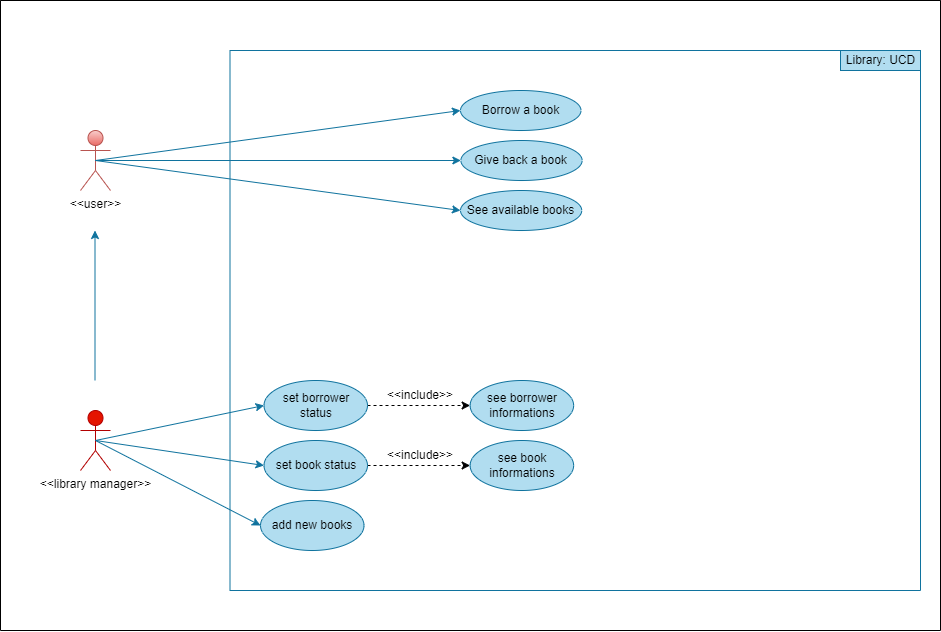 Library: UCD
Borrow a book
Give back a book
<<user>>
See available books
set borrower
status
<<include>>
see borrower
informations
<<library manager>>
set book status
<<include>>
see book
informations
add new books